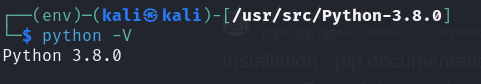 ┌──(env)─(kali㉿kali)-[/usr/src/Python-3.8.0]
└─$ python -V
Python 3.8.0
Installation - pip documentation